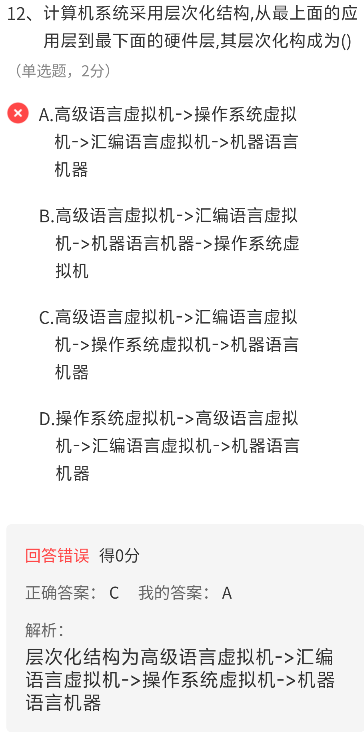 12、计算机系统采用层次化结构,从最上面的应
用层到最下面的硬件层,其层次化构成为()
（单选题，2分）
A.高级语言虚拟机->操作系统虚拟
机->汇编语言虚拟机->机器语言
机器
B.高级语言虚拟机->汇编语言虚拟
机->机器语言机器->操作系统虚
拟机
C.高级语言虚拟机->汇编语言虚拟
机->操作系统虚拟机->机器语言
机器
D.操作系统虚拟机->高级语言虚拟
机->汇编语言虚拟机->机器语言
机器
回答错误 得0分
正确答案： C 我的答案： A
解析：
层次化结构为高级语言虚拟机->汇编
语言虚拟机->操作系统虚拟机->机器
语言机器